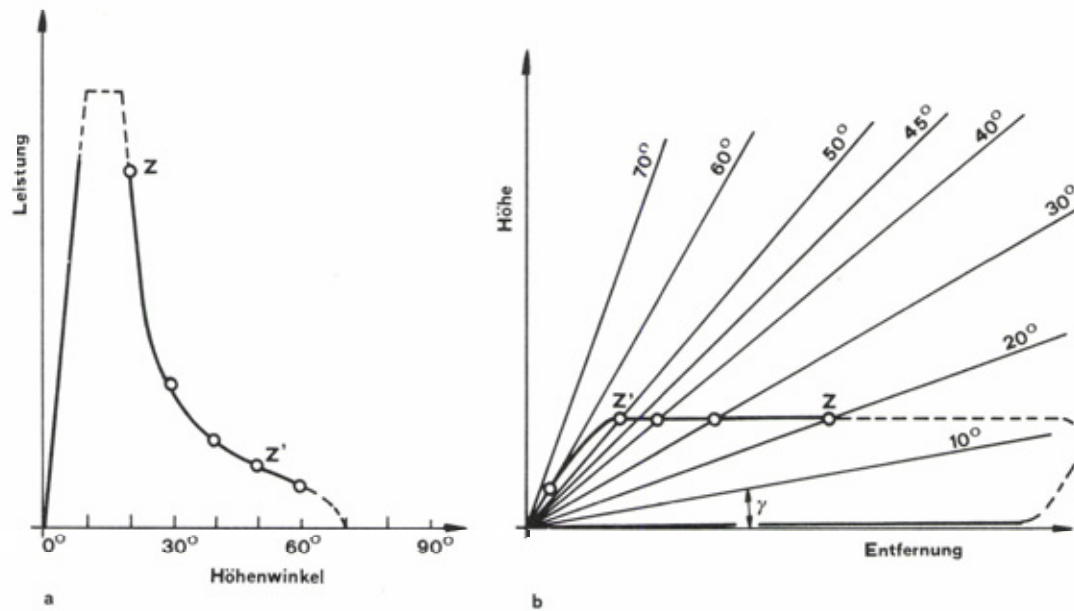 Leistung
Z
Z'
0° 30° 60° 90°
Höhenwinkel
a
Höhe
70°
60°
50°
45°
40°
30°
20°
10°
Z' Z
γ
Entfernung
b